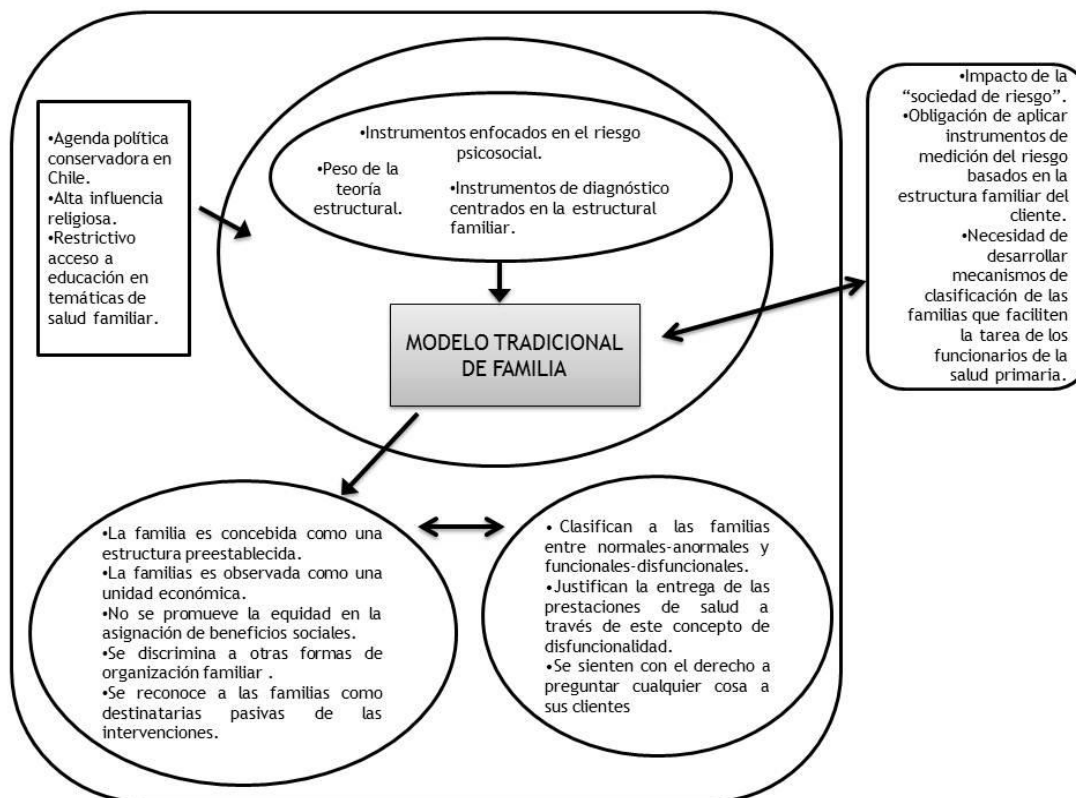 •Agenda política
conservadora en
Chile.
•Alta influencia
religiosa.
•Restrictivo
acceso a
educación en
temáticas de
salud familiar.
•Instrumentos enfocados en el riesgo
psicosocial.
•Peso de la
teoría
estructural.
•Instrumentos de diagnóstico
centrados en la estructural
familiar.
MODELO TRADICIONAL
DE FAMILIA
•Impacto de la
“sociedad de riesgo”.
•Obligación de aplicar
instrumentos de
medición del riesgo
basados en la
estructura familiar del
cliente.
•Necesidad de
desarrollar
mecanismos de
clasificación de las
familias que faciliten
la tarea de los
funcionarios de la
salud primaria.
•La familia es concebida como una
estructura preestablecida.
•La familias es observada como una
unidad económica.
•No se promueve la equidad en la
asignación de beneficios sociales.
•Se discrimina a otras formas de
organización familiar .
•Se reconoce a las familias como
destinatarias pasivas de las
intervenciones.
• Clasifican a las familias
entre normales-anormales y
funcionales-disfuncionales.
•Justifican la entrega de las
prestaciones de salud a
través de este concepto de
disfuncionalidad.
•Se sienten con el derecho a
preguntar cualquier cosa a
sus clientes